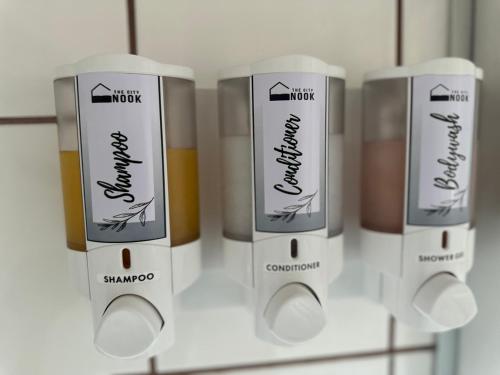 THE CITY
NOOK
Shampoo
SHAMPOO
THE CITY
NOOK
Conditioner
CONDITIONER
THE CITY
NOOK
Bodywash
SHOWER GEL